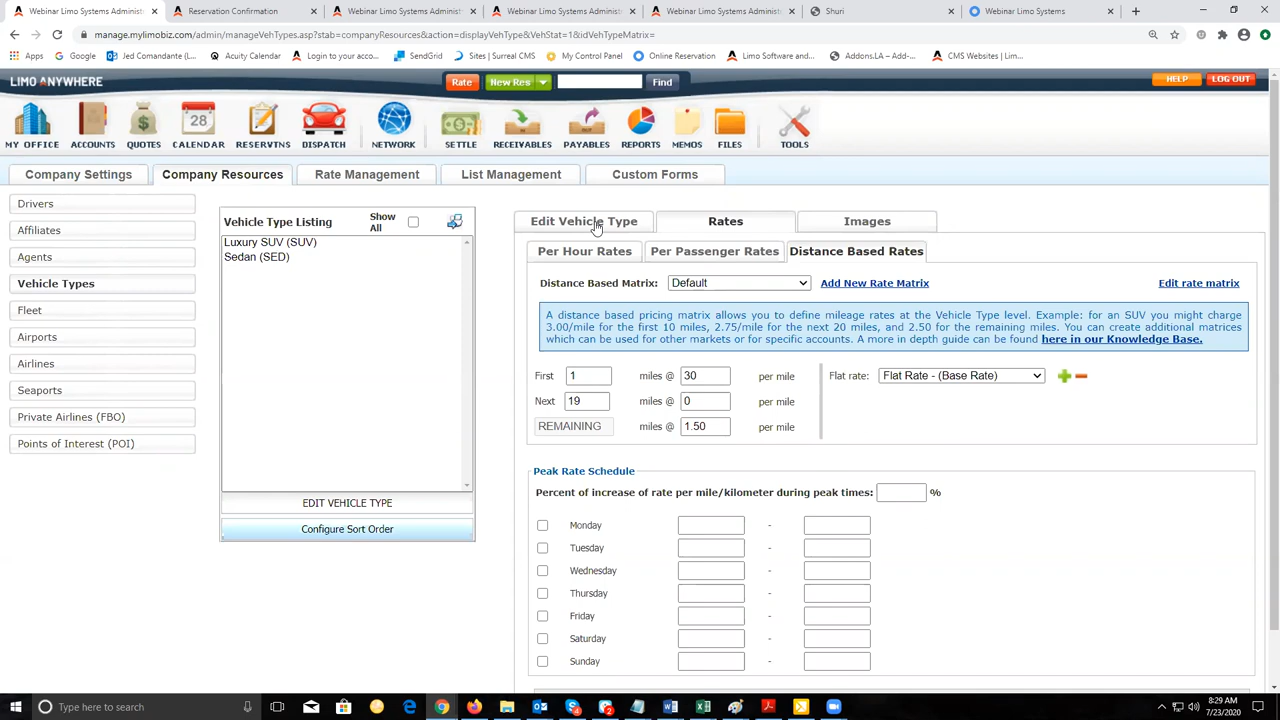 Webinar Limo Systems Administ
Reservation Confirmation
Webinar Limo Systems Administ
Webinar Limo Systems Administ
Webinar Limo Systems Administ
Shuri
Webinar Limo Systems
manage.mylimobiz.com/admin/manageVehTypes.asp?stab=companyResources&action=displayVehType&VehStat=1&idVehTypeMatrix=
Apps
Google
Jed Comandante (...
Acuity Calendar
SendGrid
Sites | Surreal CMS
My Control Panel
Online Reservation
Login to your acco...
Limo Software and...
Addons.LA – Add-...
CMS Websites | Lim...
LIMO ANYWHERE
Rate
New Res
Find
HELP
LOG OUT
28
MY OFFICE
ACCOUNTS
QUOTES
CALENDAR
RESERVTNS
DISPATCH
NETWORK
SETTLE
RECEIVABLES
PAYABLES
REPORTS
MEMOS
FILES
TOOLS
Company Settings
Company Resources
Rate Management
List Management
Custom Forms
Drivers
Affiliates
Agents
Vehicle Types
Fleet
Airports
Airlines
Seaports
Private Airlines (FBO)
Points of Interest (POI)
Vehicle Type Listing
Show All
Luxury SUV (SUV)
Sedan (SED)
EDIT VEHICLE TYPE
Configure Sort Order
Edit Vehicle Type
Rates
Images
Per Hour Rates
Per Passenger Rates
Distance Based Rates
Distance Based Matrix:
Default
Add New Rate Matrix
Edit rate matrix
A distance based pricing matrix allows you to define mileage rates at the Vehicle Type level. Example: for an SUV you might charge
3.00/mile for the first 10 miles, 2.75/mile for the next 20 miles, and 2.50 for the remaining miles. You can create additional matrices
which can be used for other markets or for specific accounts. A more in depth guide can be found here in our Knowledge Base.
First 1 miles @ 30 per mile
Flat rate: Flat Rate - (Base Rate)
Next 19 miles @ 0 per mile
REMAINING miles @ 1.50 per mile
Peak Rate Schedule
Percent of increase of rate per mile/kilometer during peak times: %
Monday -
Tuesday -
Wednesday -
Thursday -
Friday -
Saturday -
Sunday -
Type here to search
8:29 AM
7/23/2020